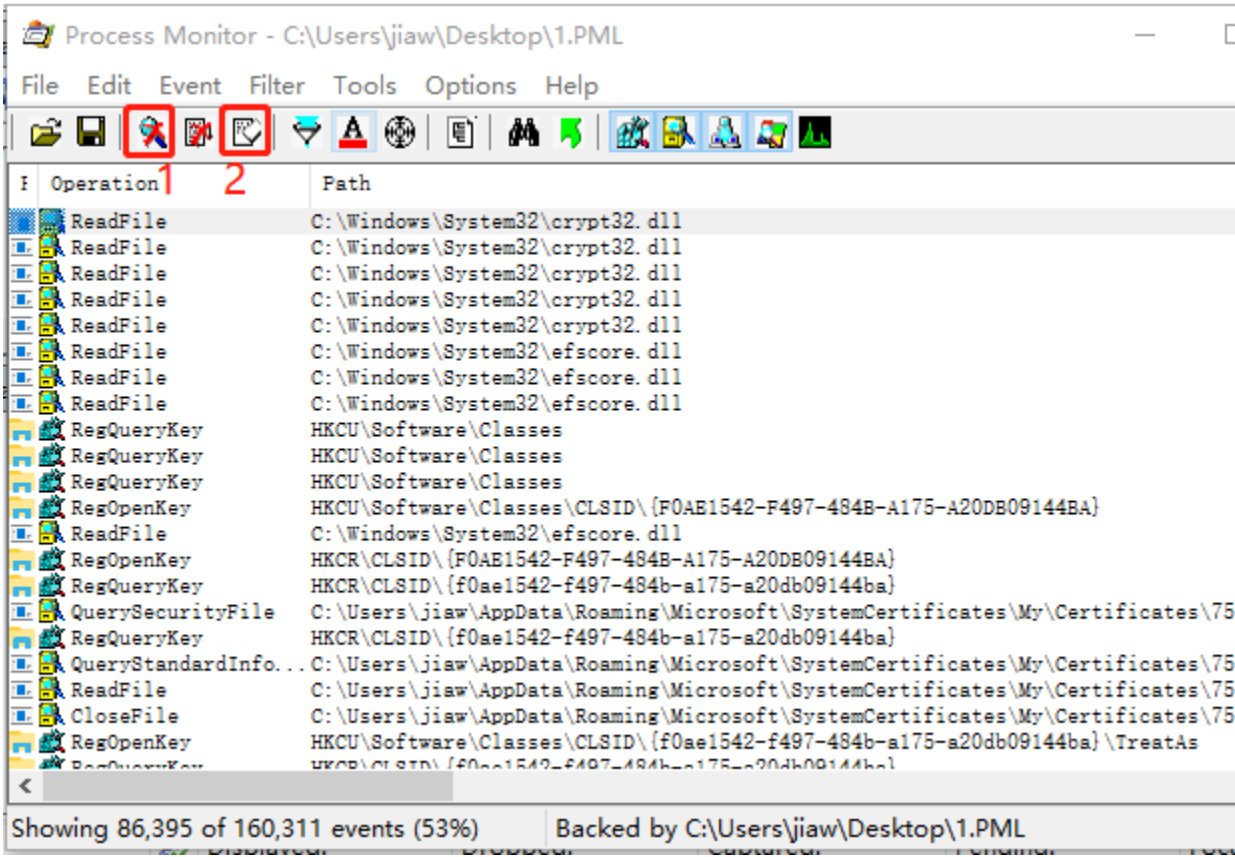 Process Monitor - C:\Users\jiaw\Desktop\1.PML
File Edit Event Filter Tools Options Help
1 2
Operation Path
ReadFile C:\Windows\System32\crypt32.dll
ReadFile C:\Windows\System32\crypt32.dll
ReadFile C:\Windows\System32\crypt32.dll
ReadFile C:\Windows\System32\crypt32.dll
ReadFile C:\Windows\System32\crypt32.dll
ReadFile C:\Windows\System32\efscore.dll
ReadFile C:\Windows\System32\efscore.dll
ReadFile C:\Windows\System32\efscore.dll
RegQueryKey HKCU\Software\Classes
RegQueryKey HKCU\Software\Classes
RegQueryKey HKCU\Software\Classes
RegOpenKey HKCU\Software\Classes\CLSID\{F0AE1542-F497-484B-A175-A20DB09144BA}
ReadFile C:\Windows\System32\efscore.dll
RegOpenKey HKCR\CLSID\{F0AE1542-F497-484B-A175-A20DB09144BA}
RegQueryKey HKCR\CLSID\{f0ae1542-f497-484b-a175-a20db09144ba}
QuerySecurityFile C:\Users\jiaw\AppData\Roaming\Microsoft\SystemCertificates\My\Certificates\75
RegQueryKey HKCR\CLSID\{f0ae1542-f497-484b-a175-a20db09144ba}
QueryStandardInfo... C:\Users\jiaw\AppData\Roaming\Microsoft\SystemCertificates\My\Certificates\75
ReadFile C:\Users\jiaw\AppData\Roaming\Microsoft\SystemCertificates\My\Certificates\75
CloseFile C:\Users\jiaw\AppData\Roaming\Microsoft\SystemCertificates\My\Certificates\75
RegOpenKey HKCU\Software\Classes\CLSID\{f0ae1542-f497-484b-a175-a20db09144ba}\TreatAs
RegQueryKey HKCR\CLSID\{f0ae1542-f497-484b-a175-a20db09144ba}
Showing 86,395 of 160,311 events (53%) Backed by C:\Users\jiaw\Desktop\1.PML